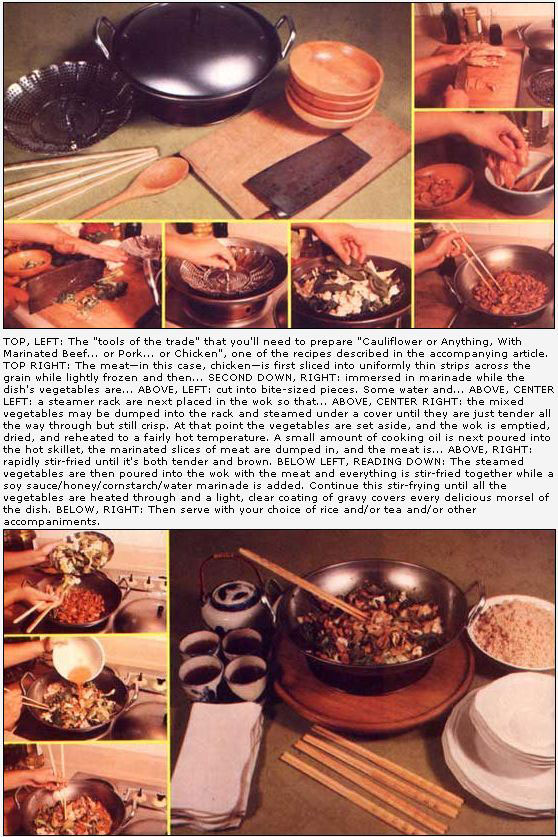 TOP, LEFT: The "tools of the trade" that you'll need to prepare "Cauliflower or Anything, With
Marinated Beef... or Pork... or Chicken", one of the recipes described in the accompanying article.
TOP RIGHT: The meat—in this case, chicken—is first sliced into uniformly thin strips across the
grain while lightly frozen and then... SECOND DOWN, RIGHT: immersed in marinade while the
dish's vegetables are... ABOVE, LEFT: cut into bite-sized pieces. Some water and... ABOVE, CENTER
LEFT: a steamer rack are next placed in the wok so that... ABOVE, CENTER RIGHT: the mixed
vegetables may be dumped into the rack and steamed under a cover until they are just tender all
the way through but still crisp. At that point the vegetables are set aside, and the wok is emptied,
dried, and reheated to a fairly hot temperature. A small amount of cooking oil is next poured into
the hot skillet, the marinated slices of meat are dumped in, and the meat is... ABOVE, RIGHT:
rapidly stir-fried until it's both tender and brown. BELOW LEFT, READING DOWN: The steamed
vegetables are then poured into the wok with the meat and everything is stir-fried together while a
soy sauce/honey/cornstarch/water marinade is added. Continue this stir-frying until all the
vegetables are heated through and a light, clear coating of gravy covers every delicious morsel of
the dish. BELOW, RIGHT: Then serve with your choice of rice and/or tea and/or other
accompaniments.